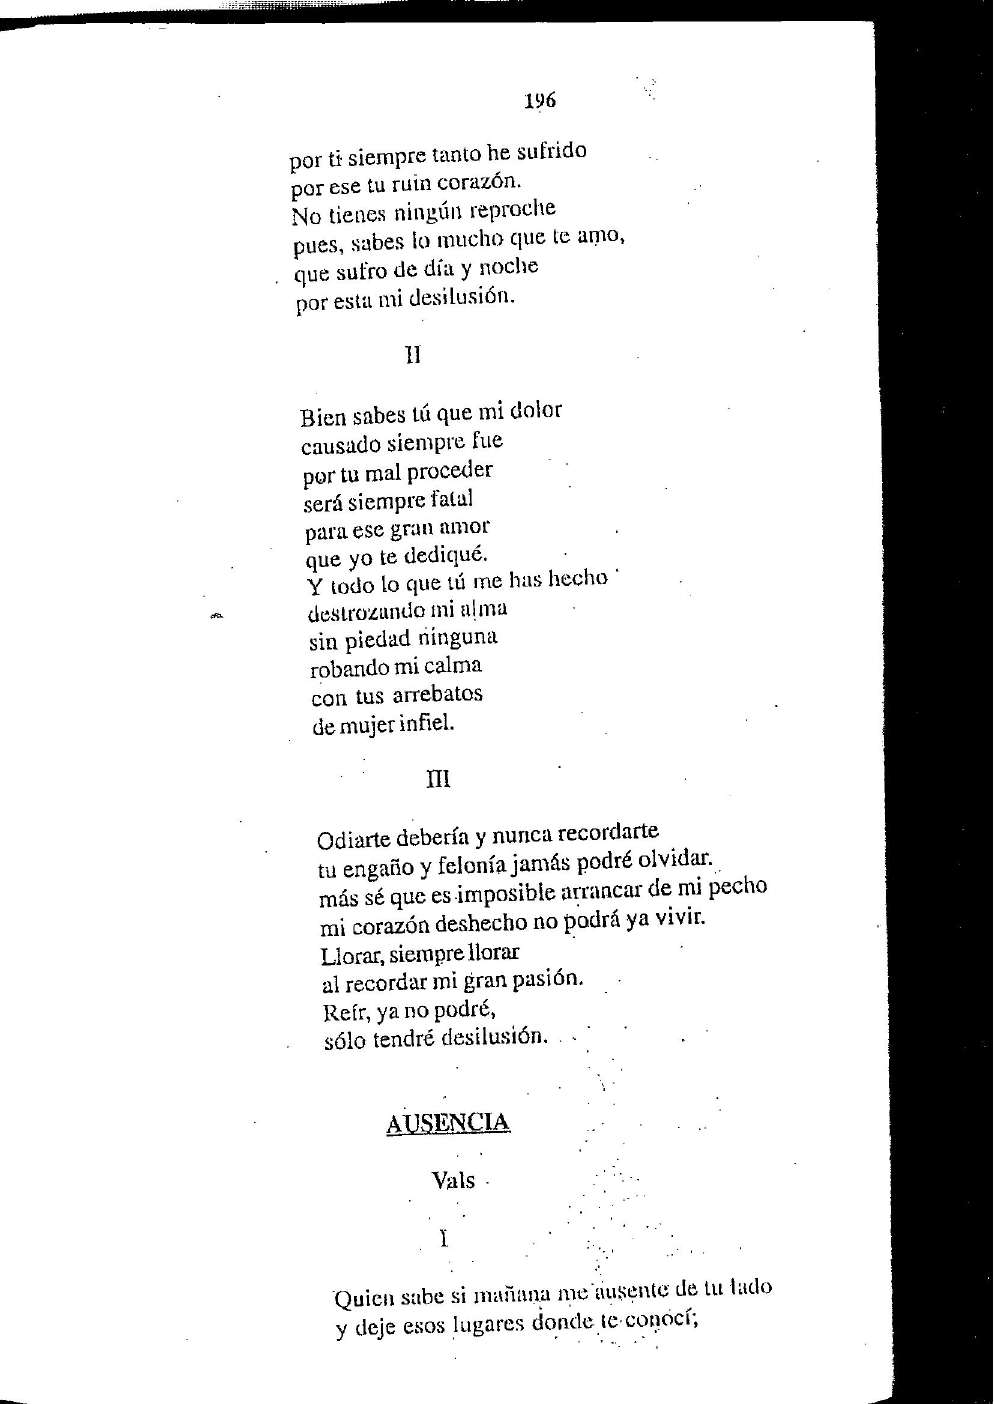 196
por ti siempre tanto he sufrido
por ese tu ruin corazón.
No tienes ningún reproche
pues, sabes lo mucho que te amo,
que sufro de día y noche
por esta mi desilusión.
II
Bien sabes tú que mi dolor
causado siempre fue
por tu mal proceder
será siempre fatal
para ese gran amor
que yo te dediqué.
Y todo lo que tú me has hecho
destrozando mi alma
sin piedad ninguna
robando mi calma
con tus arrebatos
de mujer infiel.
III
Odiarte debería y nunca recordarte
tu engaño y felonía jamás podré olvidar.
más sé que es imposible arrancar de mi pecho
mi corazón deshecho no podrá ya vivir.
Llorar, siempre llorar
al recordar mi gran pasión.
Reír, ya no podré,
sólo tendré desilusión.
AUSENCIA
Vals
I
Quien sabe si mañana me ausente de tu lado
y deje esos lugares donde te conocí;